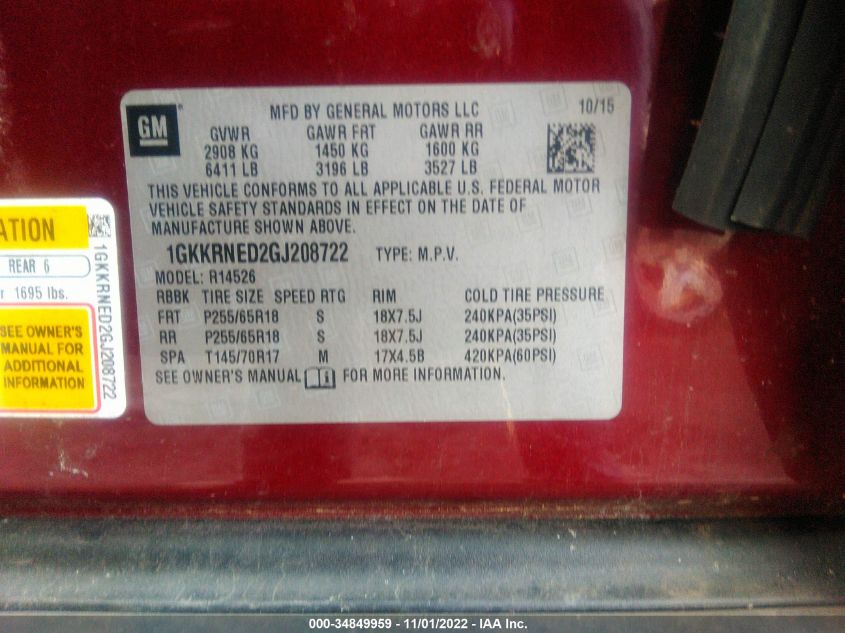 GM
MFD BY GENERAL MOTORS LLC 10/15
GVWR GAWR FRT GAWR RR
2908 KG 1450 KG 1600 KG
6411 LB 3196 LB 3527 LB
THIS VEHICLE CONFORMS TO ALL APPLICABLE U.S. FEDERAL MOTOR
VEHICLE SAFETY STANDARDS IN EFFECT ON THE DATE OF
MANUFACTURE SHOWN ABOVE.
1GKKRNED2GJ208722 TYPE: M.P.V.
MODEL: R14526
RBBK TIRE SIZE SPEED RTG RIM COLD TIRE PRESSURE
FRT P255/65R18 S 18X7.5J 240KPA(35PSI)
RR P255/65R18 S 18X7.5J 240KPA(35PSI)
SPA T145/70R17 M 17X4.5B 420KPA(60PSI)
SEE OWNER'S MANUAL FOR MORE INFORMATION.
ATION
REAR 6
r 1695 lbs.
SEE OWNER'S
MANUAL FOR
ADDITIONAL
INFORMATION
1GKKRNED2GJ208722
000-34849959 - 11/01/2022 - IAA Inc.